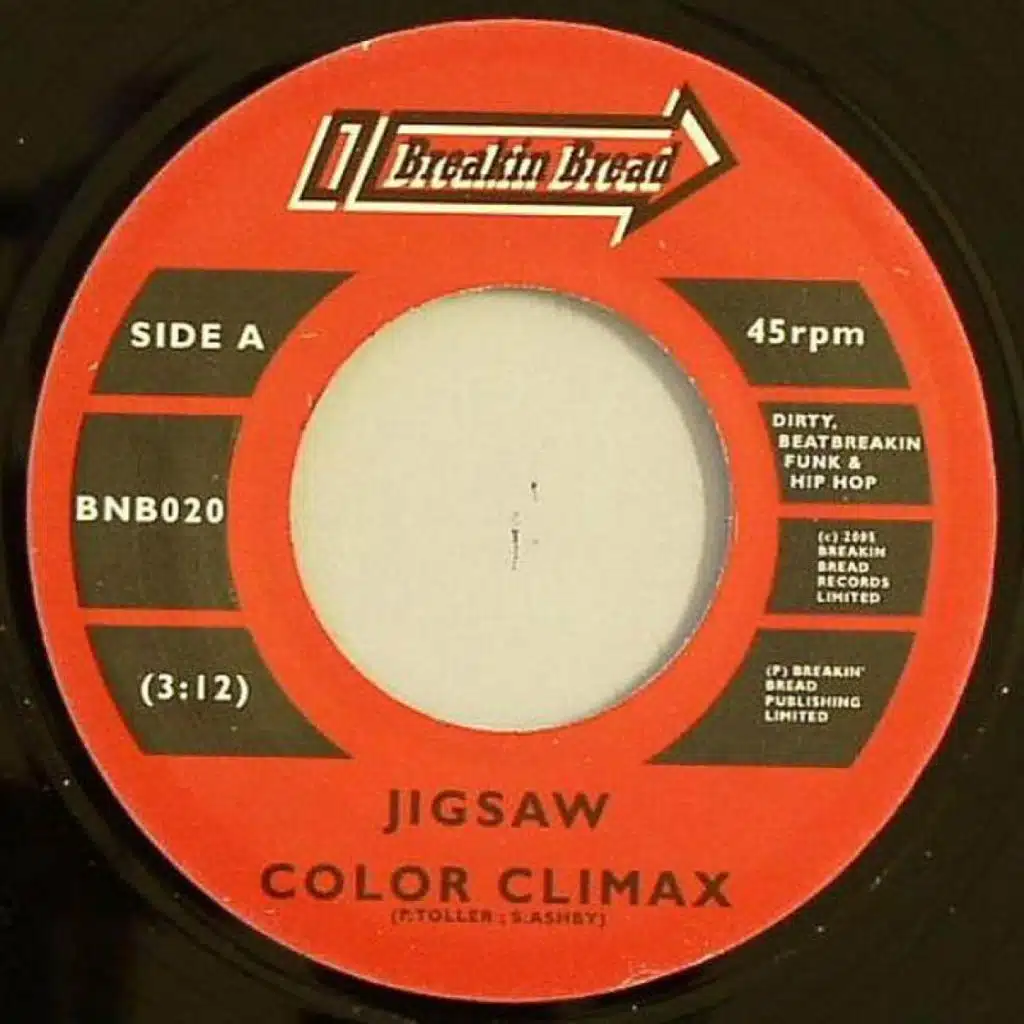 Breakin Bread
SIDE A
45rpm
DIRTY,
BEATBREAKIN
FUNK &
HIP HOP
BNB020
(c) 2005
BREAKIN
BREAD
RECORDS
LIMITED
(3:12)
(P) BREAKIN'
BREAD
PUBLISHING
LIMITED
JIGSAW
COLOR CLIMAX
(P.TOLLER ; S.ASHBY)